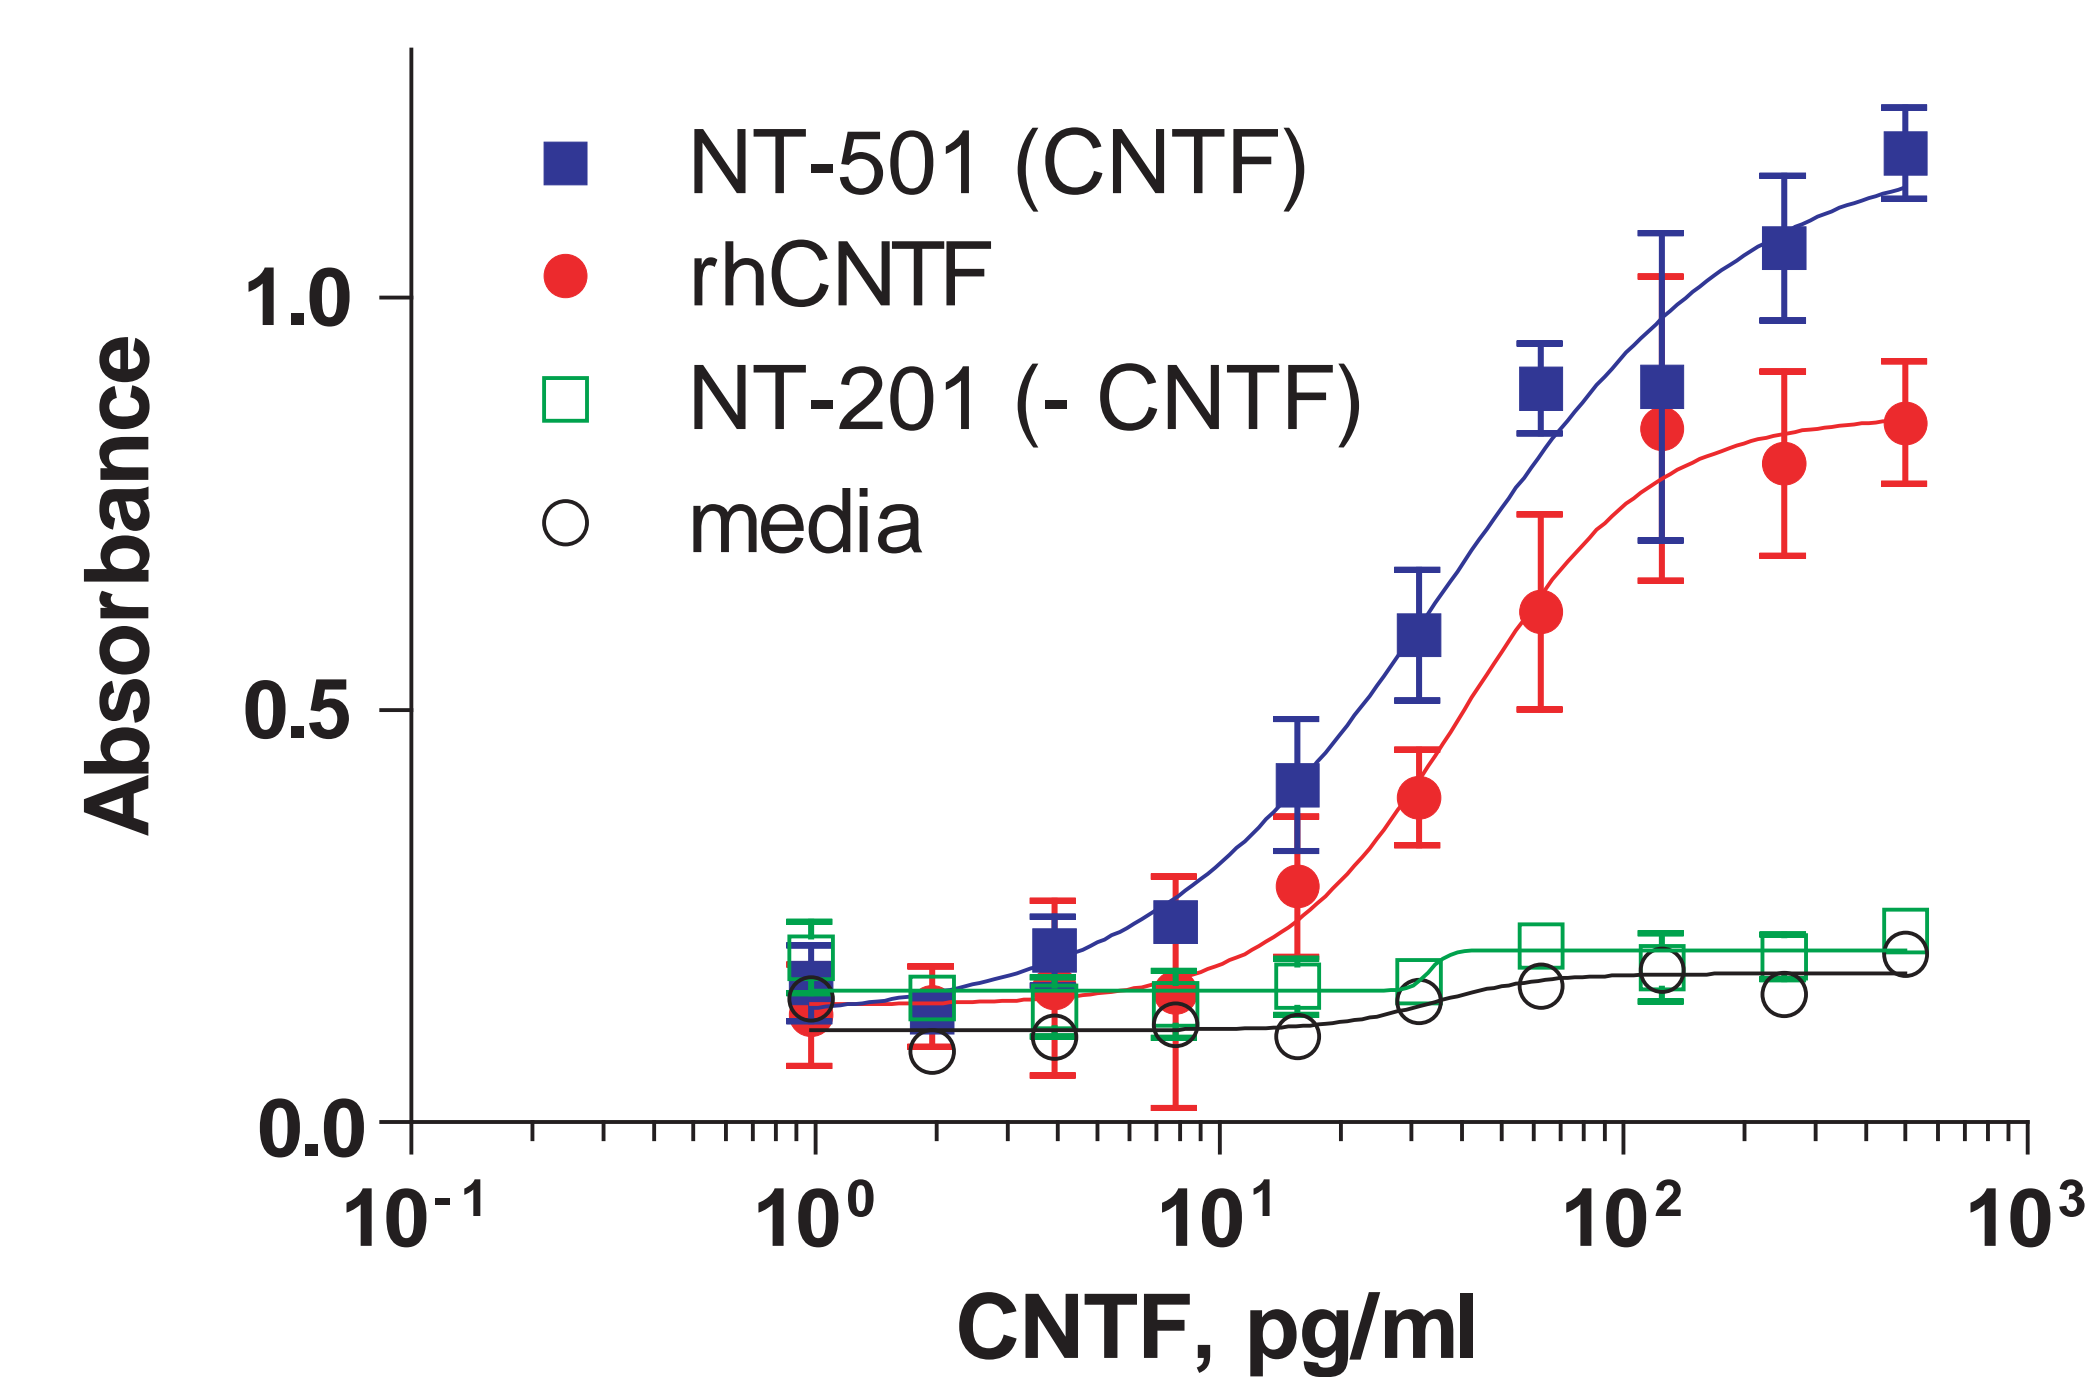 NT-501 (CNTF)
rhCNTF
NT-201 (- CNTF)
media
Absorbance
1.0
0.5
0.0
10-1 100 101 102 103
CNTF, pg/ml